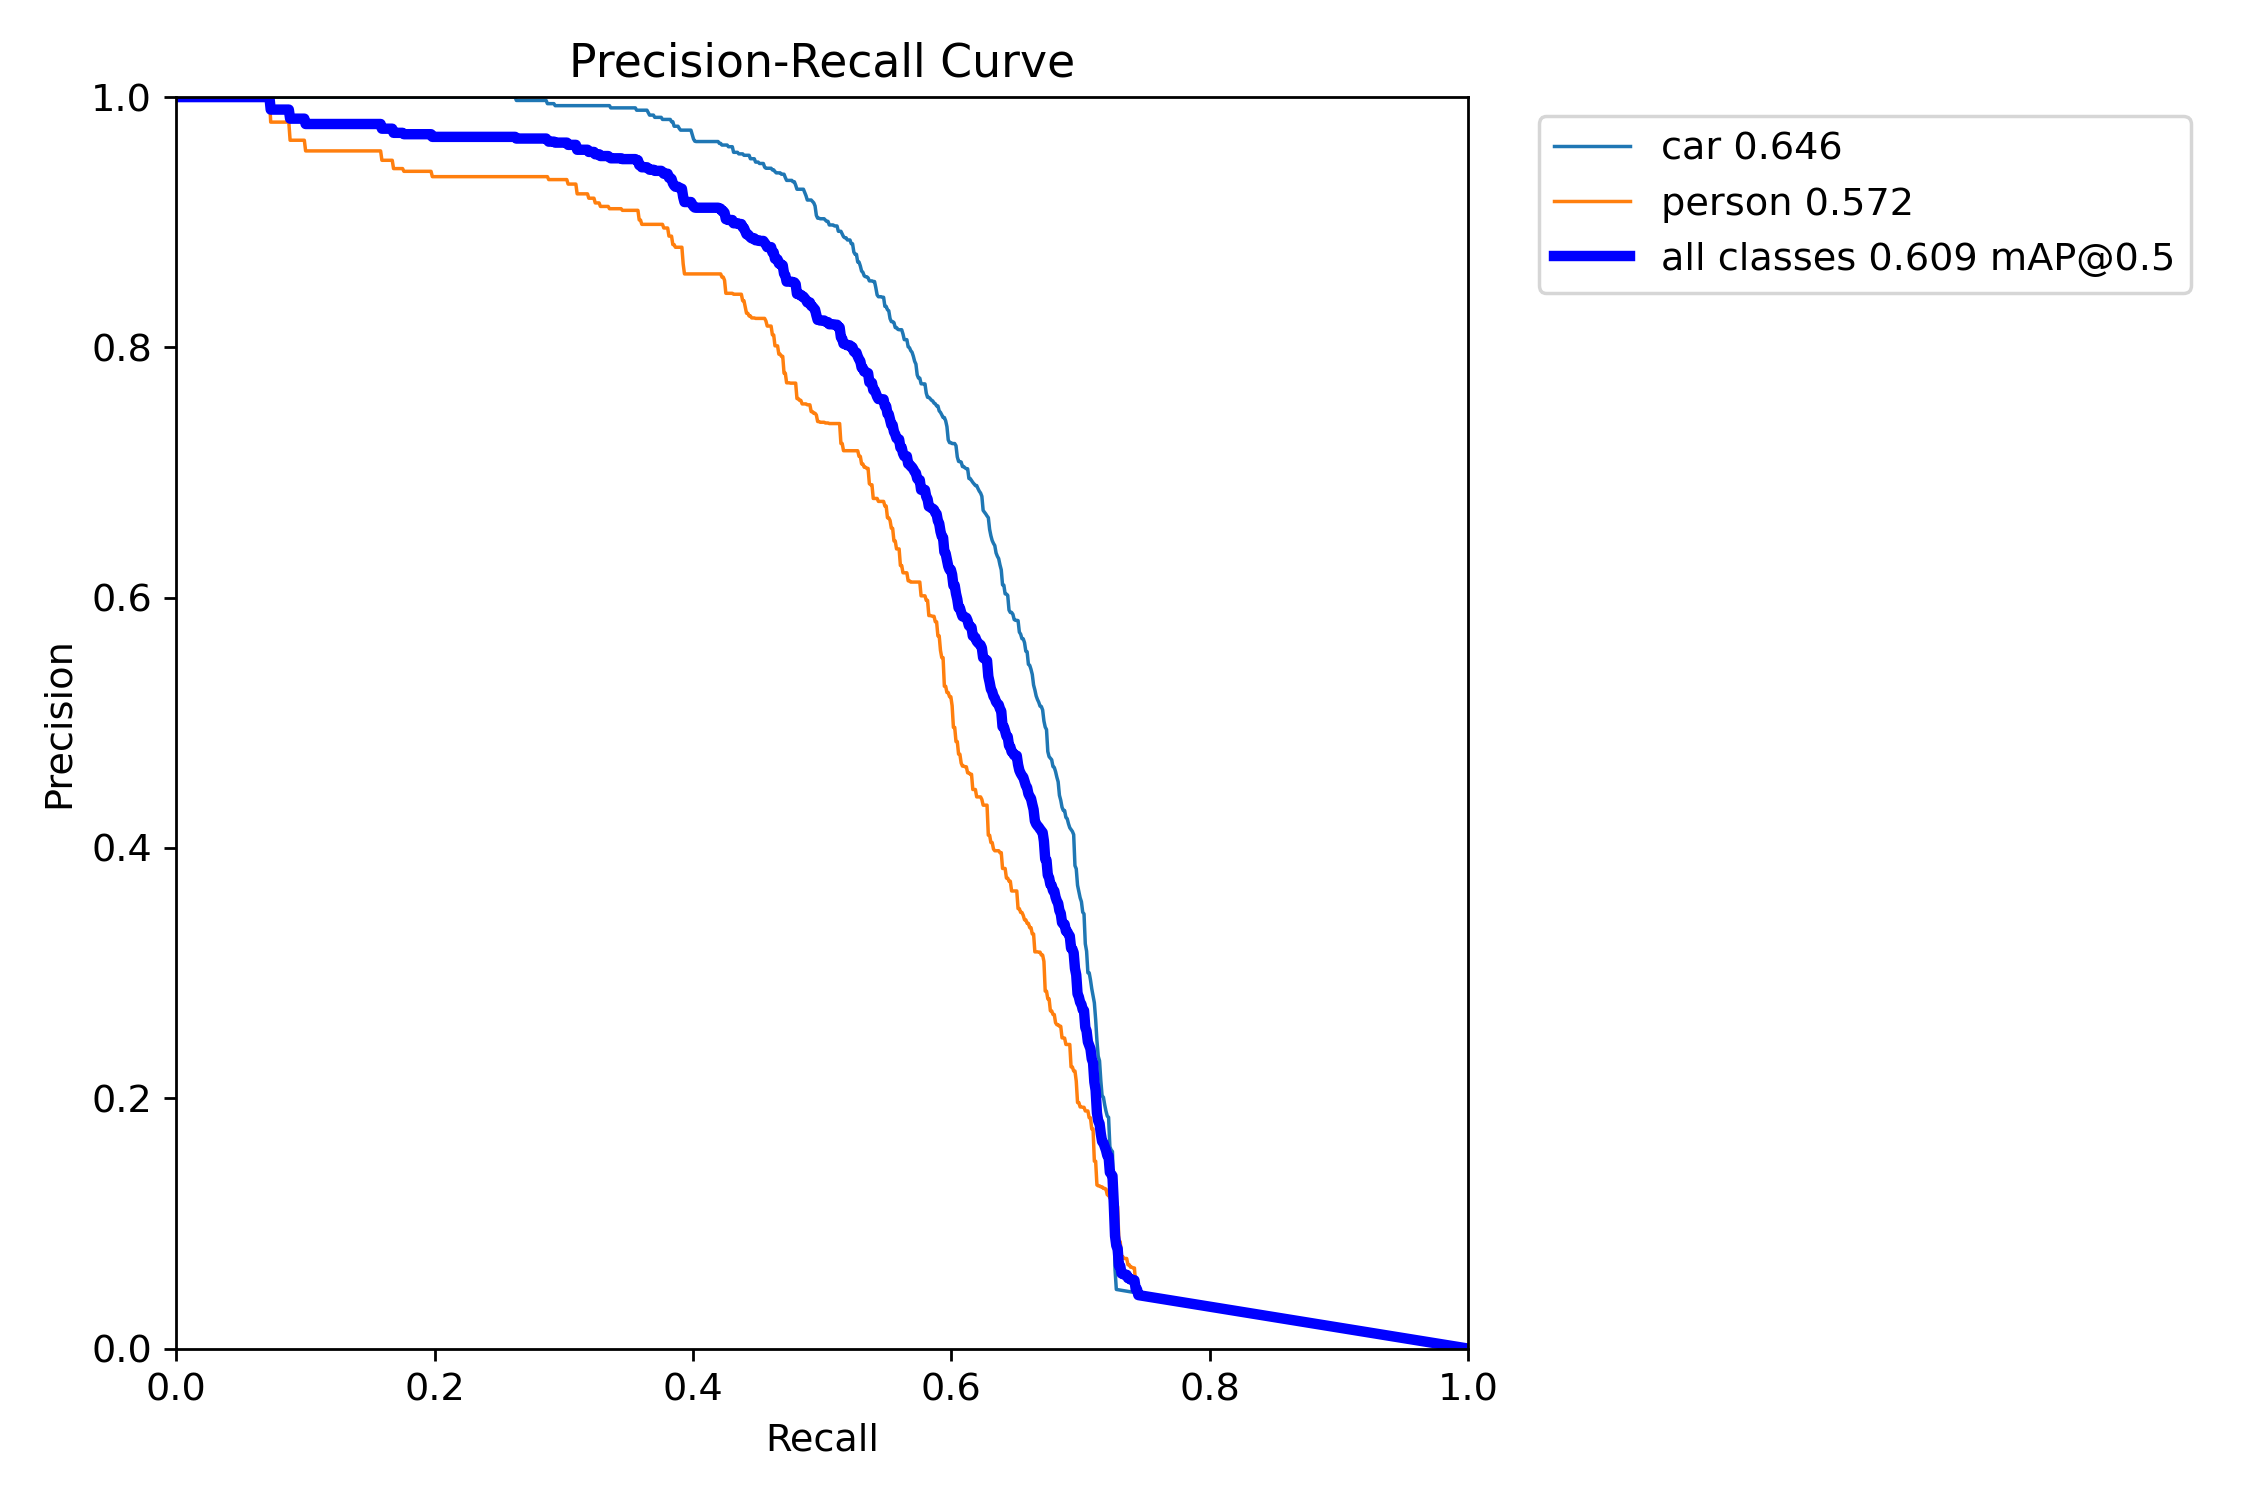 Precision-Recall Curve
1.0
0.8
0.6
0.4
0.2
0.0
Precision
0.0 0.2 0.4 0.6 0.8 1.0
Recall
car 0.646
person 0.572
all classes 0.609 mAP@0.5